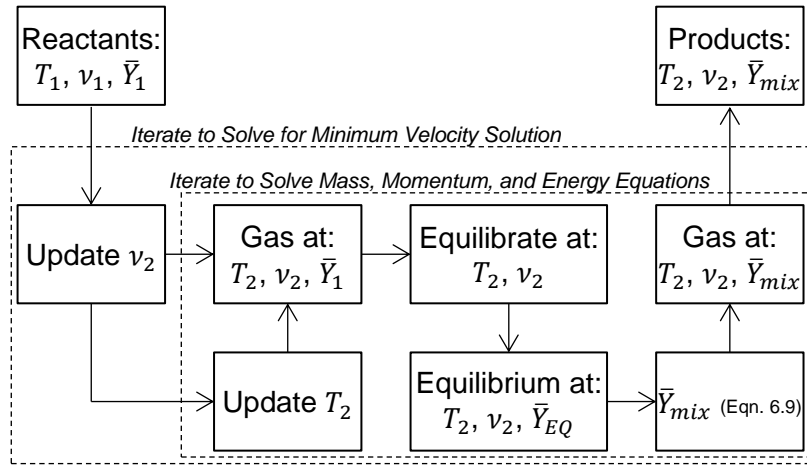 Reactants:
T₁, ν₁, Ȳ₁
Products:
T₂, ν₂, Ȳₘᵢₓ
Iterate to Solve for Minimum Velocity Solution
Iterate to Solve Mass, Momentum, and Energy Equations
Update ν₂
Gas at:
T₂, ν₂, Ȳ₁
Equilibrate at:
T₂, ν₂
Gas at:
T₂, ν₂, Ȳₘᵢₓ
Update T₂
Equilibrium at:
T₂, ν₂, Ȳ_EQ
Ȳₘᵢₓ (Eqn. 6.9)